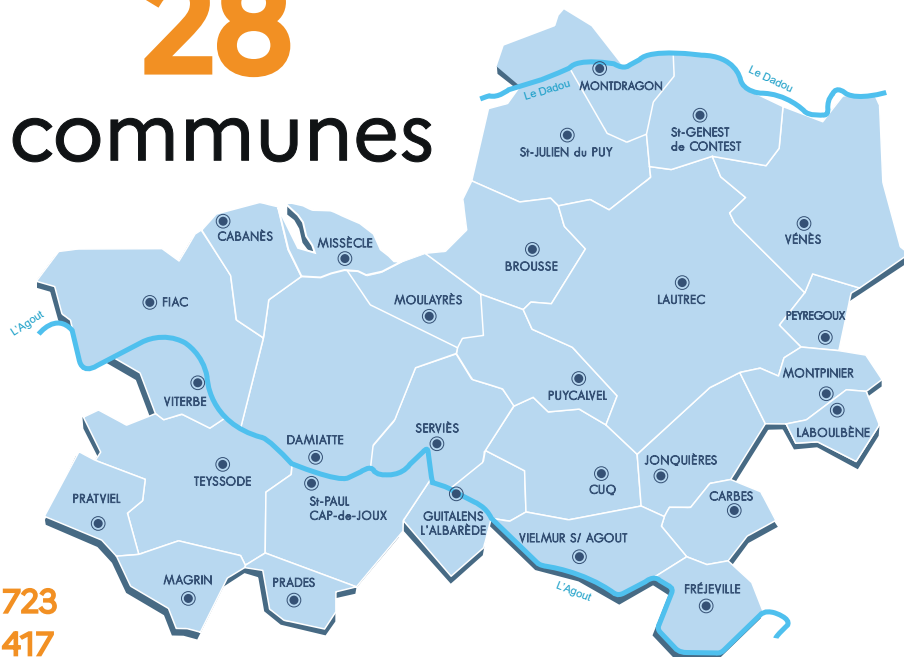 28
communes
Le Dadou
MONTDRAGON
Le Dadou
St-GENEST
de CONTEST
St-JULIEN du PUY
CABANÈS
MISSÈCLE
VÉNÈS
BROUSSE
FIAC
MOULAYRÈS
LAUTREC
L'Agout
PEYREGOUX
MONTPINIER
VITERBE
PUYCALVEL
LABOULBÈNE
DAMIATTE
SERVIÈS
TEYSSODE
JONQUIÈRES
CUQ
PRATVIEL
St-PAUL
CAP-de-JOUX
GUITALENS
L'ALBARÈDE
CARBES
VIELMUR S/ AGOUT
MAGRIN
PRADES
L'Agout
FRÉJEVILLE
723
417